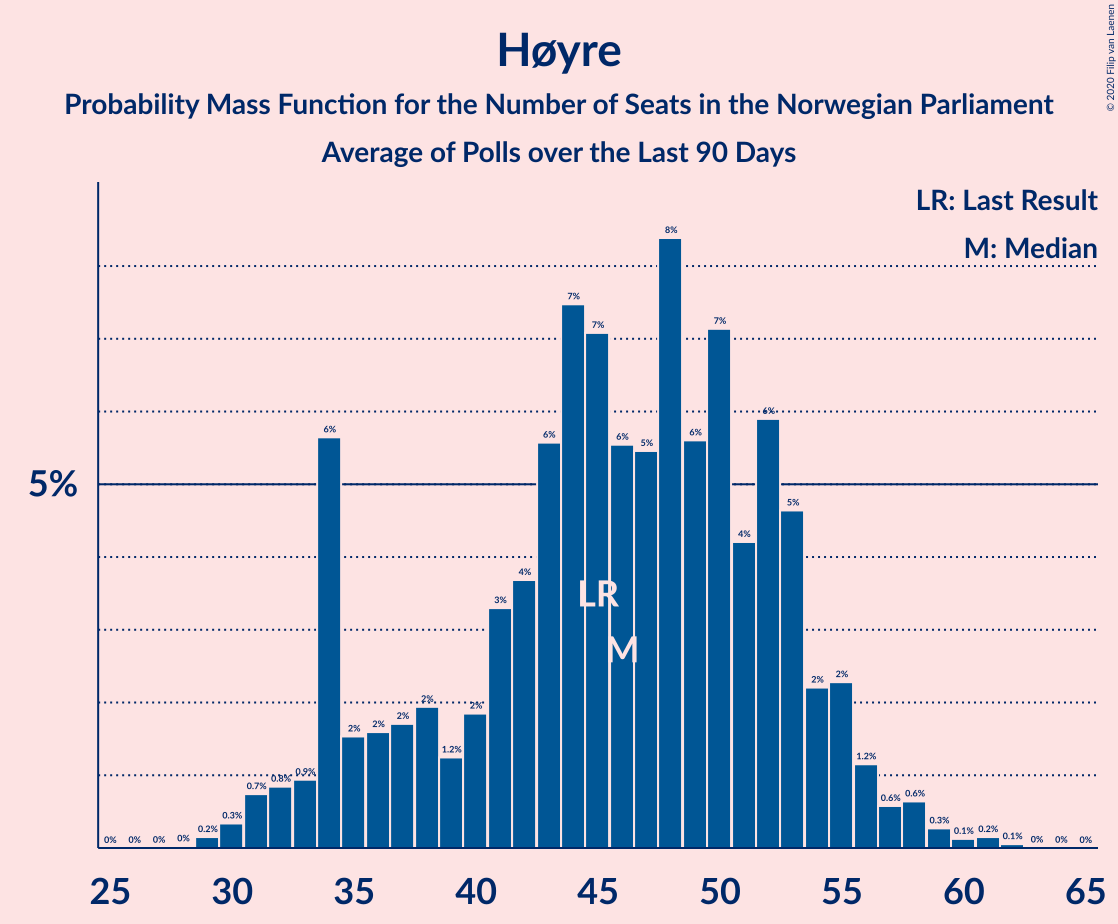 Høyre
Probability Mass Function for the Number of Seats in the Norwegian Parliament
Average of Polls over the Last 90 Days
© 2020 Filip van Laenen
LR: Last Result
M: Median
5%
0% 0% 0% 0% 0.2% 0.3% 0.7% 0.8% 0.9% 6% 2% 2% 2% 2% 1.2% 2% 3% 4% 6% 7% 7% 6% 5% 8% 6% 7% 4% 6% 5% 2% 2% 1.2% 0.6% 0.6% 0.3% 0.1% 0.2% 0.1% 0% 0% 0%
LR
M
25 30 35 40 45 50 55 60 65